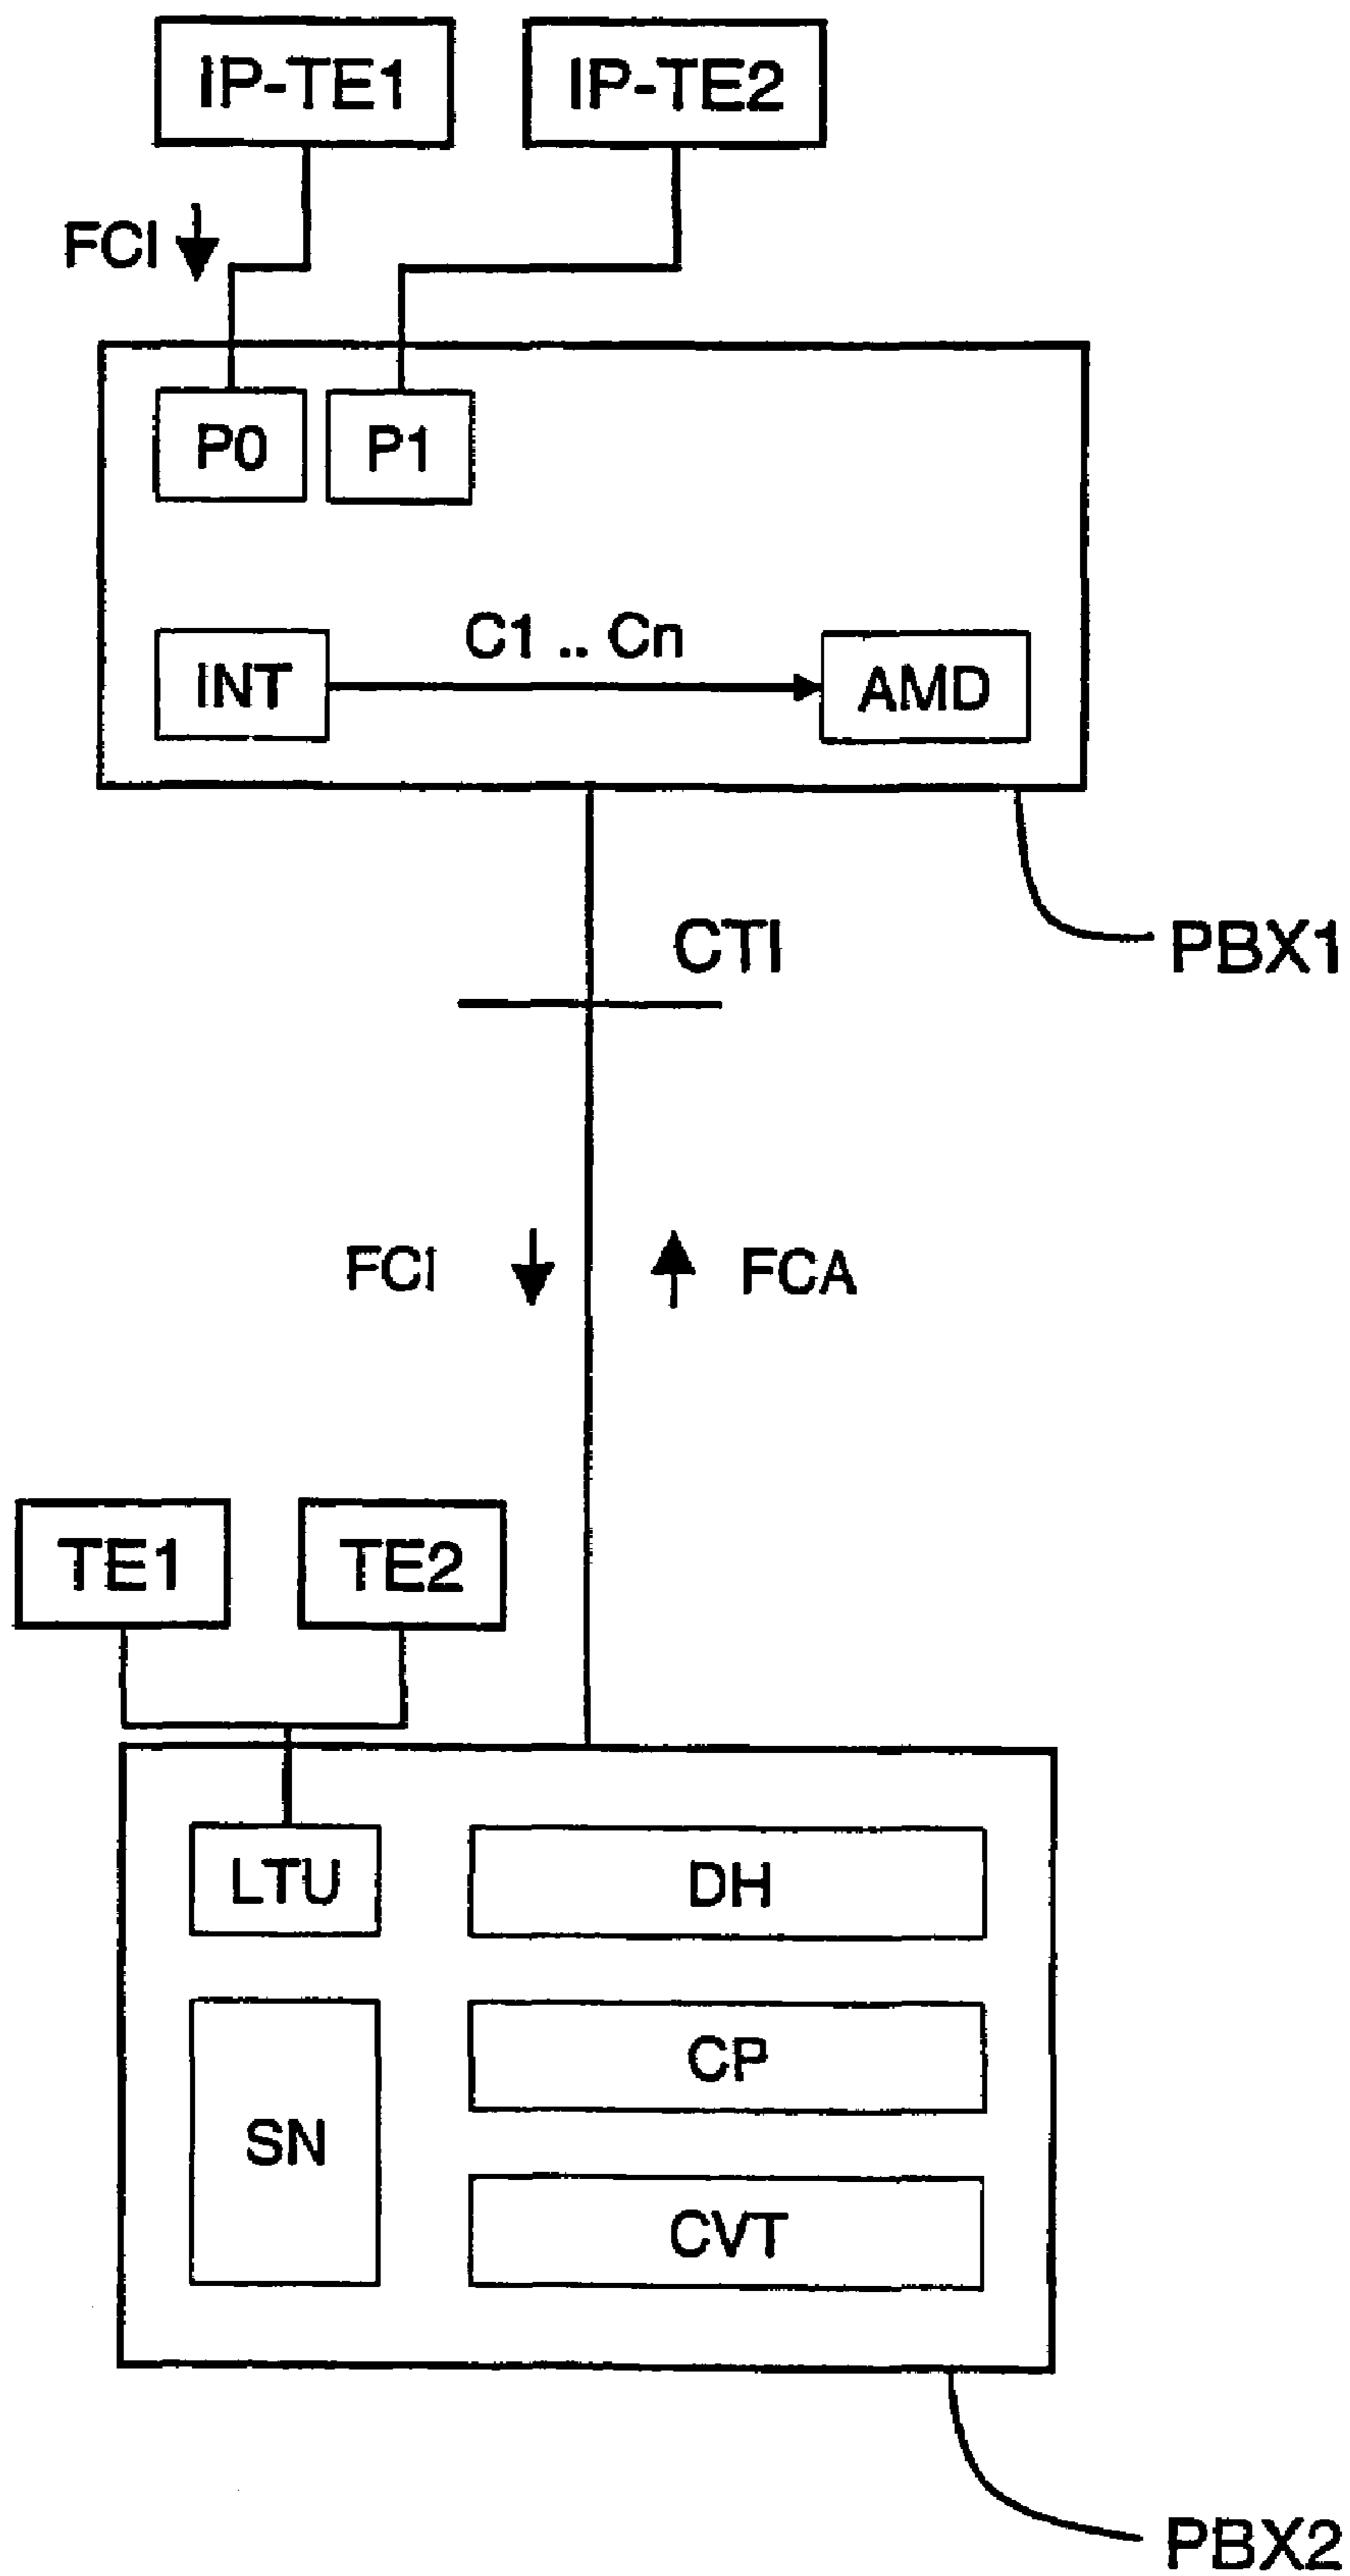 IP-TE1 IP-TE2
FCI
P0 P1
C1 .. Cn
INT AMD
CTI PBX1
FCI FCA
TE1 TE2
LTU DH
CP
SN
CVT
PBX2